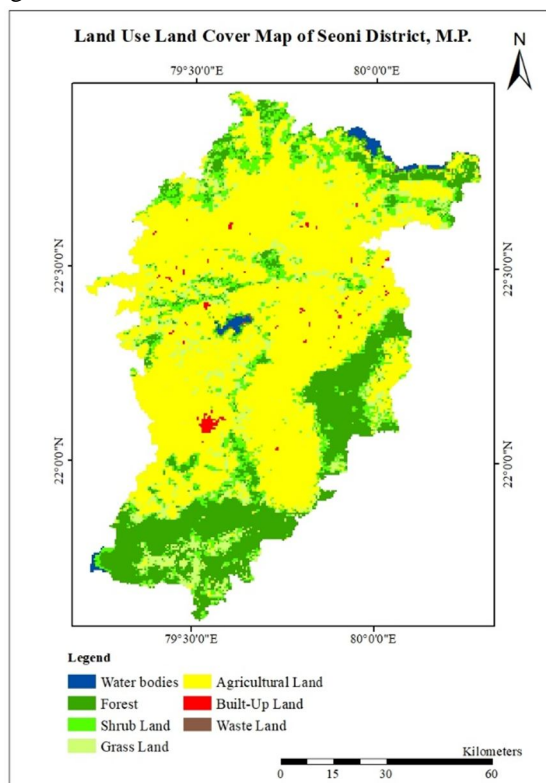 Land Use Land Cover Map of Seoni District, M.P.
N
79°30'0"E 80°0'0"E
22°30'0"N 22°30'0"N
22°0'0"N 22°0'0"N
79°30'0"E 80°0'0"E
Legend
Water bodies Agricultural Land
Forest Built-Up Land
Shrub Land Waste Land
Grass Land
Kilometers
0 15 30 60